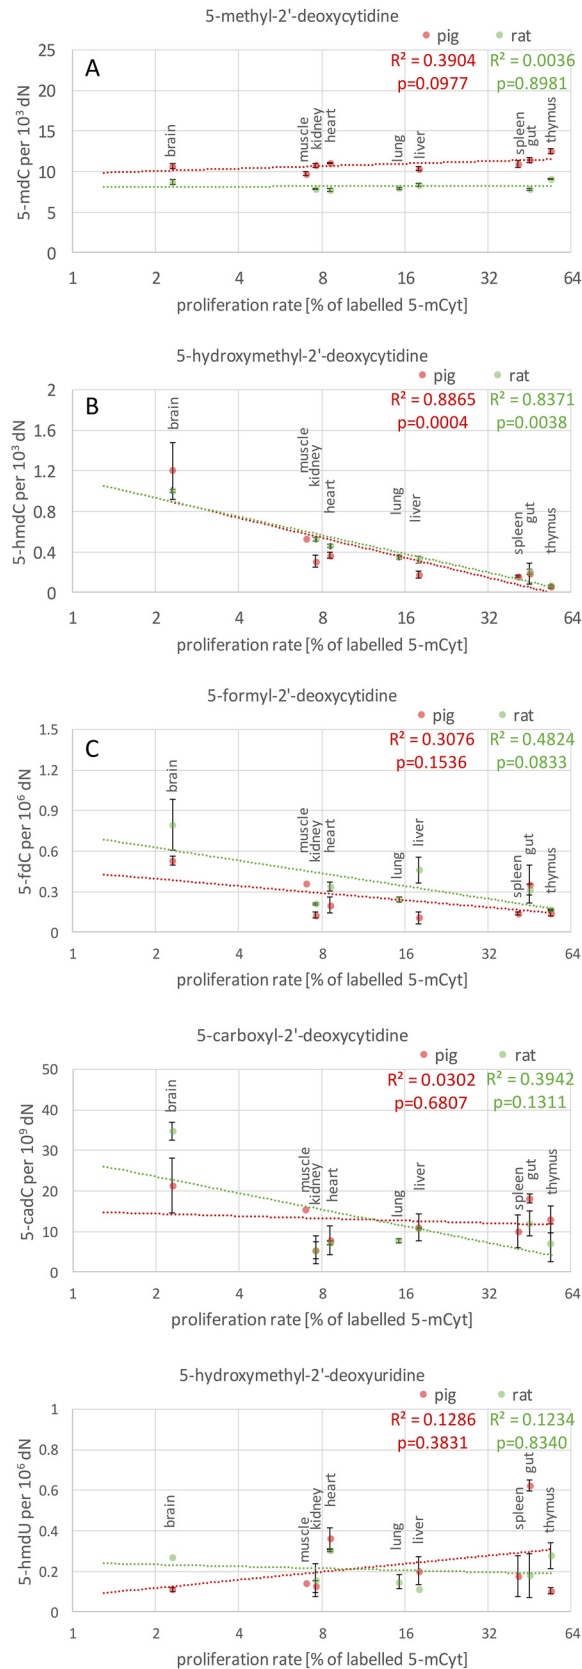 5-methyl-2'-deoxycytidine
pig rat
A
R² = 0.3904 R² = 0.0036
p=0.0977 p=0.8981
25
20
15
10
5
0
5-mdC per 10³ dN
brain
muscle
kidney
heart
lung
liver
spleen
gut
thymus
1 2 4 8 16 32 64
proliferation rate [% of labelled 5-mCyt]
5-hydroxymethyl-2'-deoxycytidine
pig rat
B
R² = 0.8865 R² = 0.8371
p=0.0004 p=0.0038
2
1.6
1.2
0.8
0.4
0
5-hmdC per 10³ dN
brain
muscle
kidney
heart
lung
liver
spleen
gut
thymus
1 2 4 8 16 32 64
proliferation rate [% of labelled 5-mCyt]
5-formyl-2'-deoxycytidine
pig rat
C
R² = 0.3076 R² = 0.4824
p=0.1536 p=0.0833
1.5
1.2
0.9
0.6
0.3
0
5-fdC per 10⁶ dN
brain
muscle
kidney
heart
lung
liver
spleen
gut
thymus
1 2 4 8 16 32 64
proliferation rate [% of labelled 5-mCyt]
5-carboxyl-2'-deoxycytidine
pig rat
R² = 0.0302 R² = 0.3942
p=0.6807 p=0.1311
50
40
30
20
10
0
5-cadC per 10⁹ dN
brain
muscle
kidney
heart
lung
liver
spleen
gut
thymus
1 2 4 8 16 32 64
proliferation rate [% of labelled 5-mCyt]
5-hydroxymethyl-2'-deoxyuridine
pig rat
R² = 0.1286 R² = 0.1234
p=0.3831 p=0.8340
1
0.8
0.6
0.4
0.2
0
5-hmdU per 10⁶ dN
brain
muscle
kidney
heart
lung
liver
spleen
gut
thymus
1 2 4 8 16 32 64
proliferation rate [% of labelled 5-mCyt]